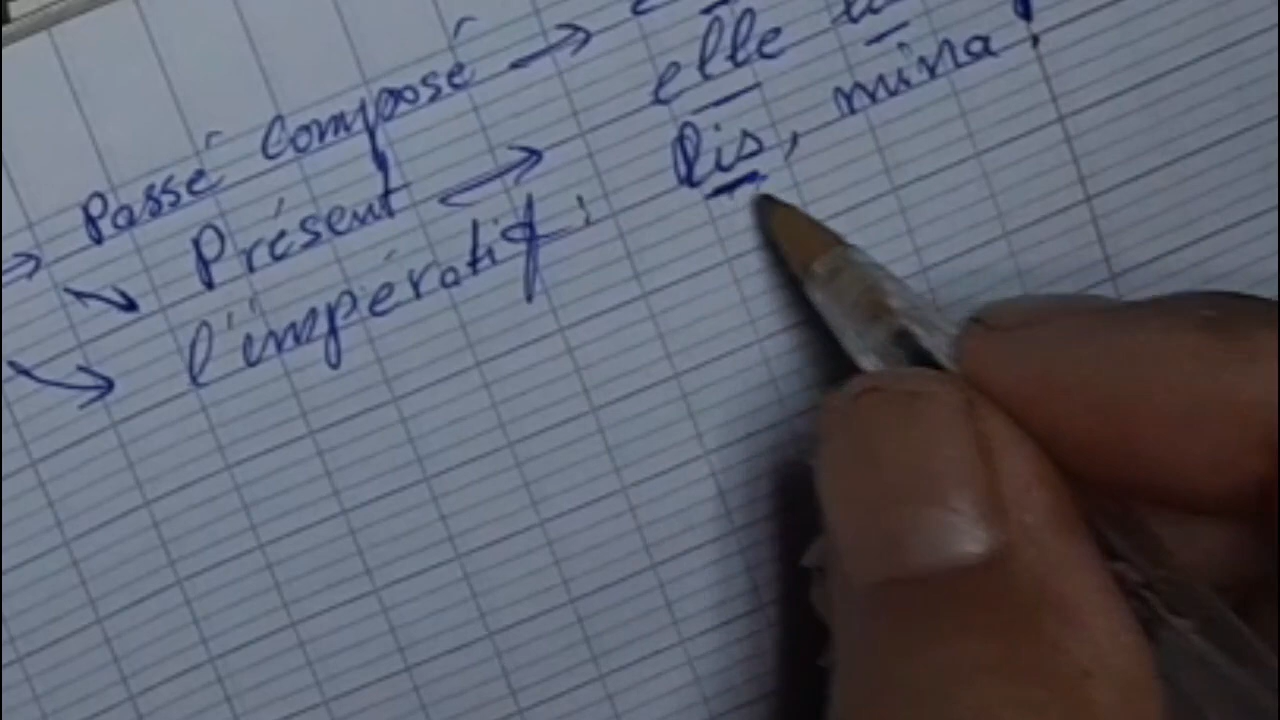 Passé Composé →
→ Présent → elle
→ l'impératif : lis, mina !